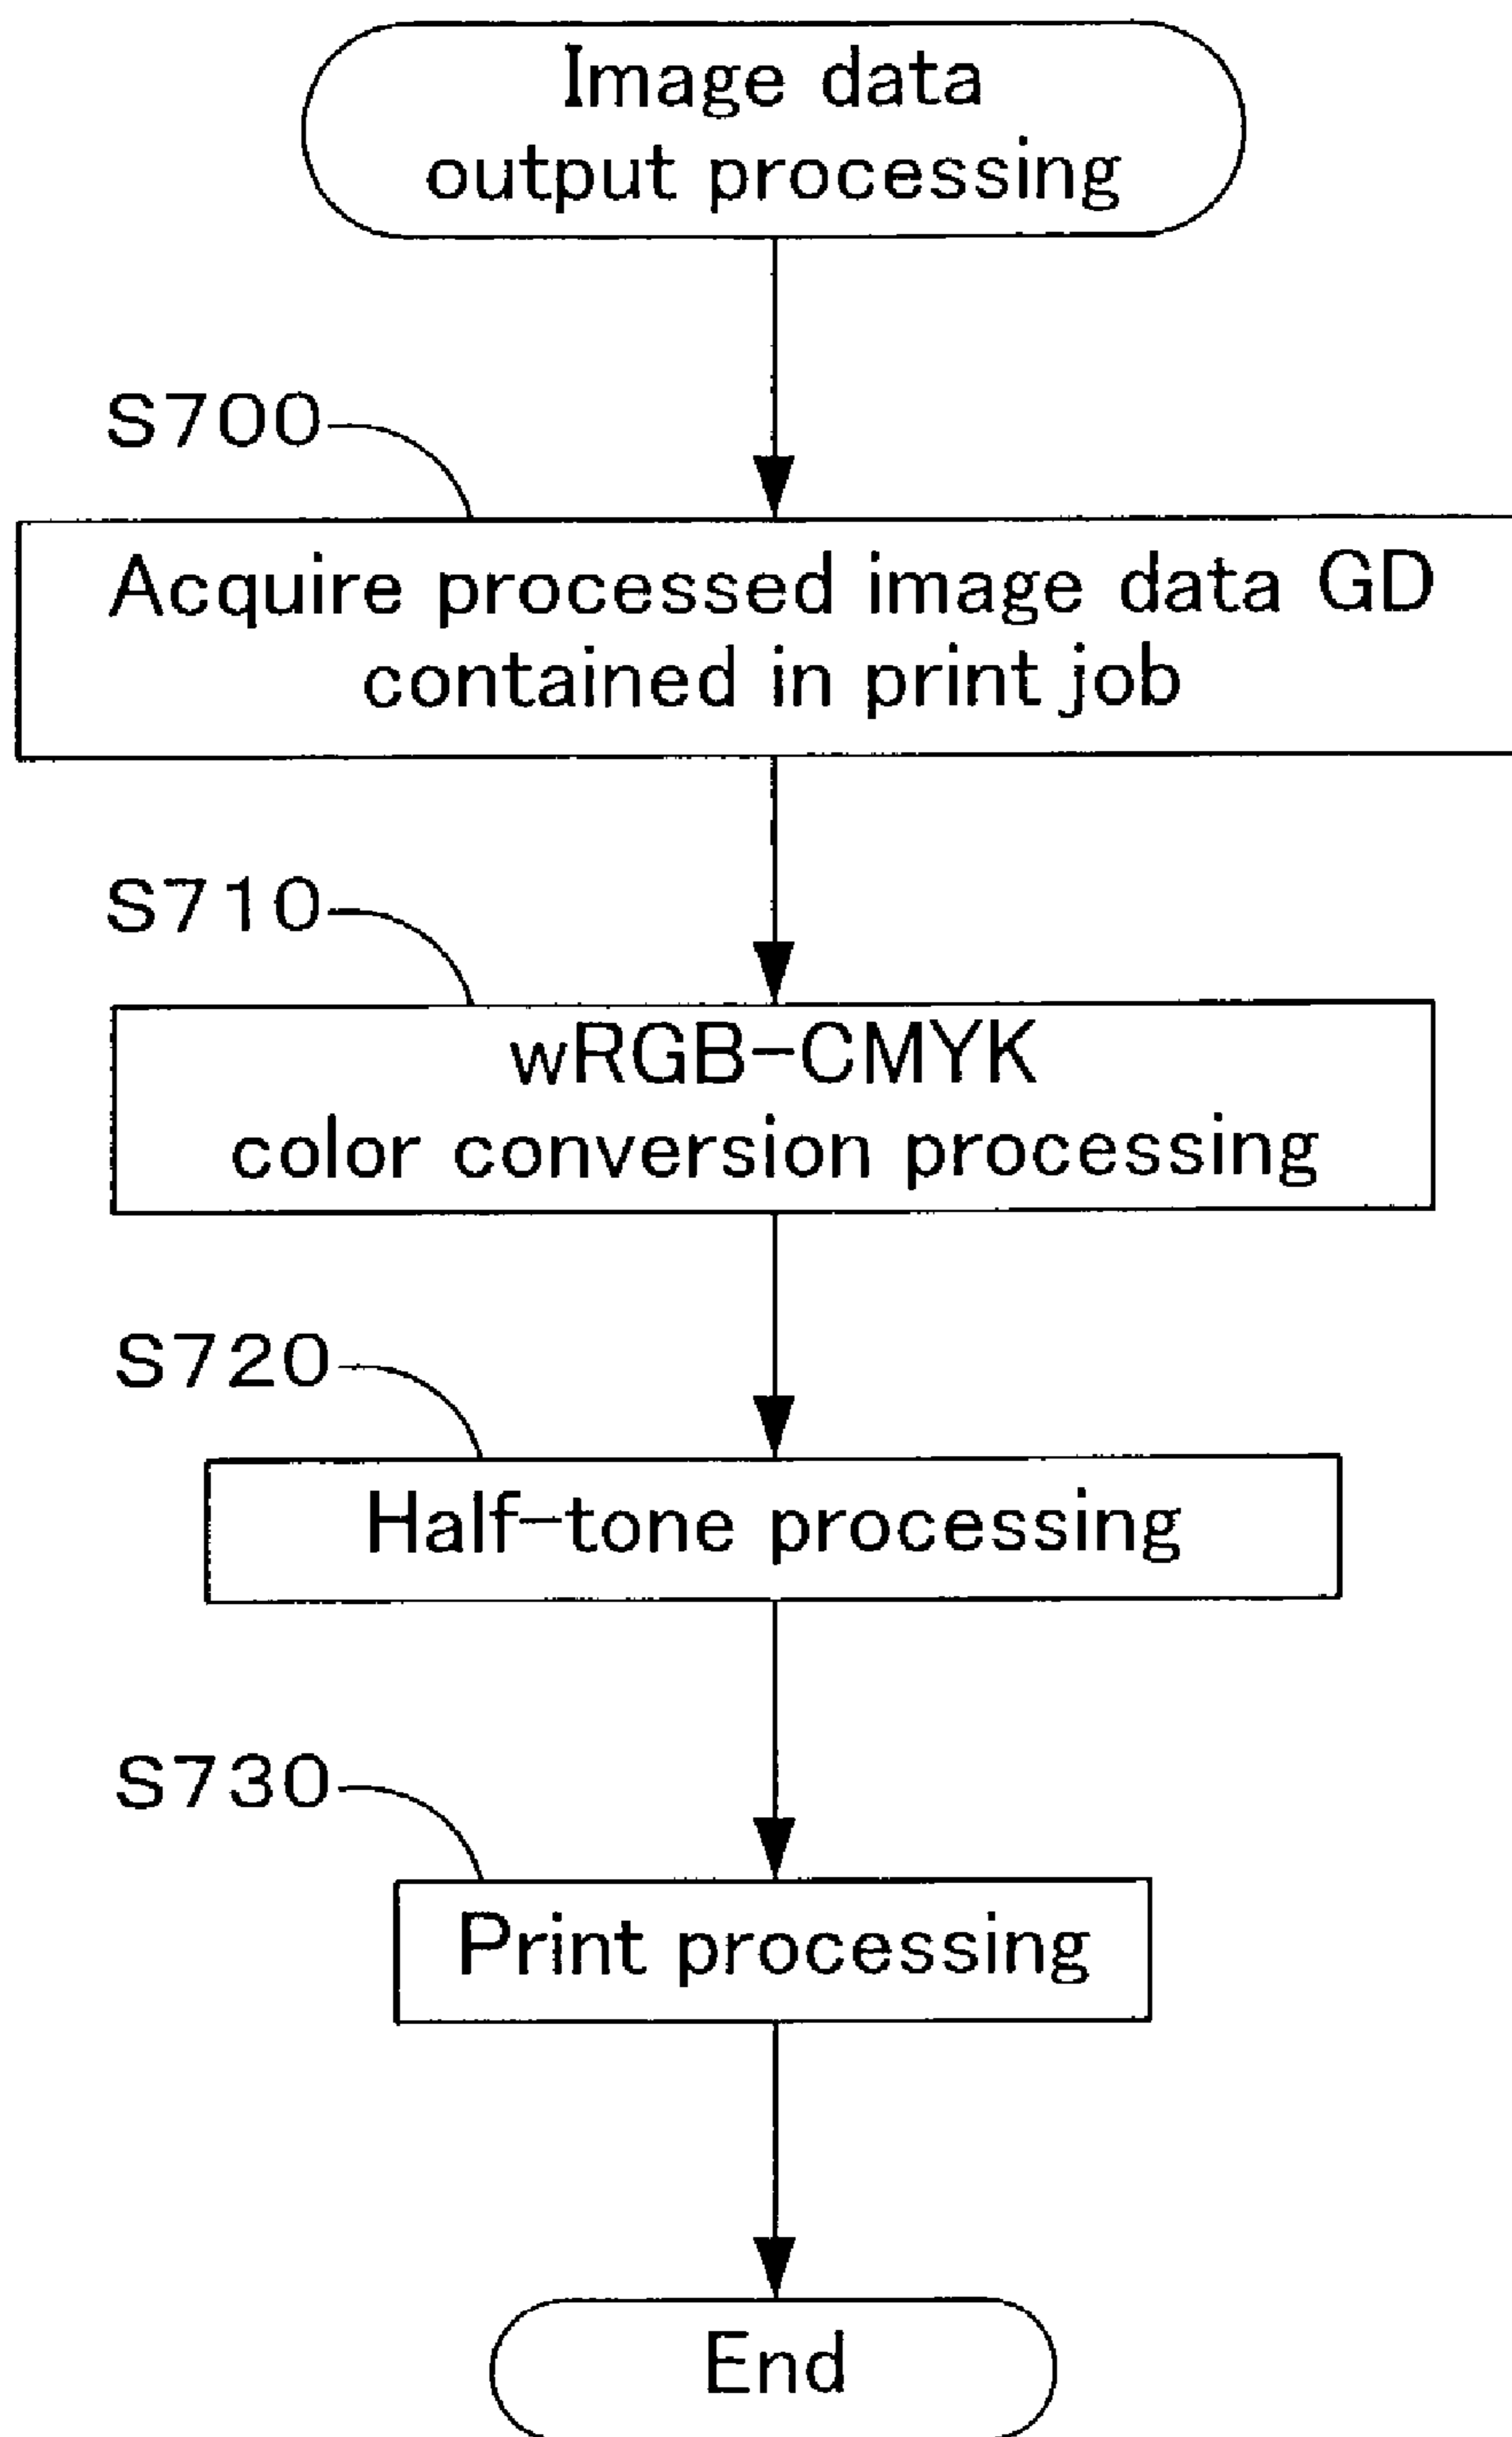 Image data
output processing
S700
Acquire processed image data GD
contained in print job
S710
wRGB-CMYK
color conversion processing
S720
Half-tone processing
S730
Print processing
End